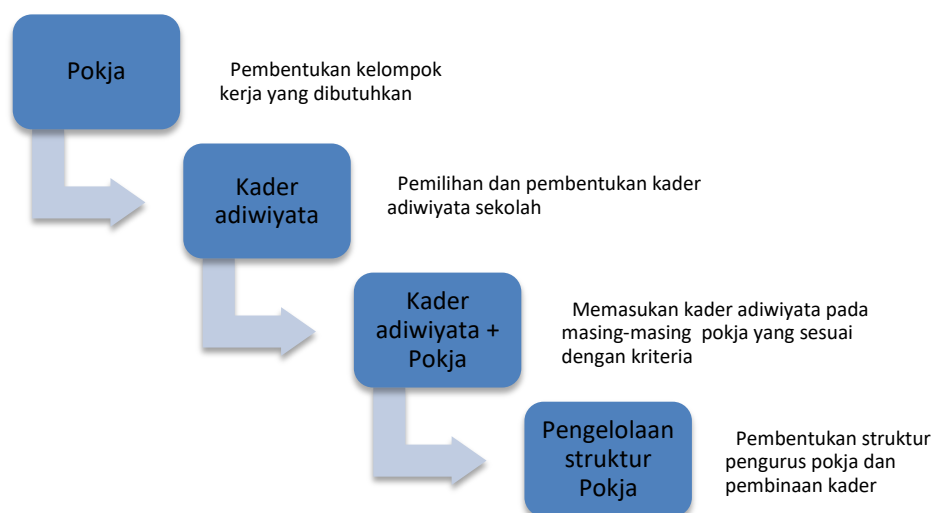 Pokja
Pembentukan kelompok
kerja yang dibutuhkan
Kader
adiwiyata
Pemilihan dan pembentukan kader
adiwiyata sekolah
Kader
adiwiyata +
Pokja
Memasukan kader adiwiyata pada
masing-masing pokja yang sesuai
dengan kriteria
Pengelolaan
struktur
Pokja
Pembentukan struktur
pengurus pokja dan
pembinaan kader